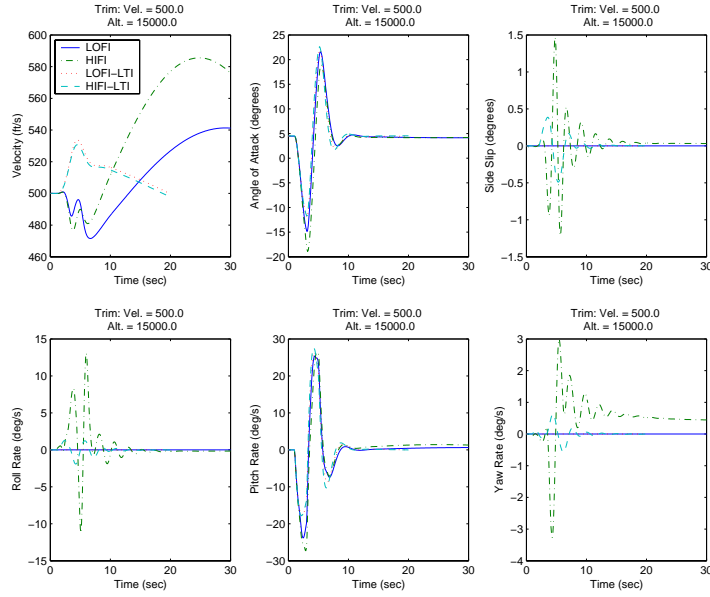 Trim: Vel. = 500.0
Alt. = 15000.0
600
580
560
540
520
500
480
460
0
10
20
30
Velocity (ft/s)
Time (sec)
LOFI
HIFI
LOFI-LTI
HIFI-LTI
Trim: Vel. = 500.0
Alt. = 15000.0
25
20
15
10
5
0
-5
-10
-15
-20
0
10
20
30
Angle of Attack (degrees)
Time (sec)
Trim: Vel. = 500.0
Alt. = 15000.0
1.5
1
0.5
0
-0.5
-1
-1.5
0
10
20
30
Side Slip (degrees)
Time (sec)
Trim: Vel. = 500.0
Alt. = 15000.0
15
10
5
0
-5
-10
-15
0
10
20
30
Roll Rate (deg/s)
Time (sec)
Trim: Vel. = 500.0
Alt. = 15000.0
30
20
10
0
-10
-20
-30
0
10
20
30
Pitch Rate (deg/s)
Time (sec)
Trim: Vel. = 500.0
Alt. = 15000.0
3
2
1
0
-1
-2
-3
-4
0
10
20
30
Yaw Rate (deg/s)
Time (sec)